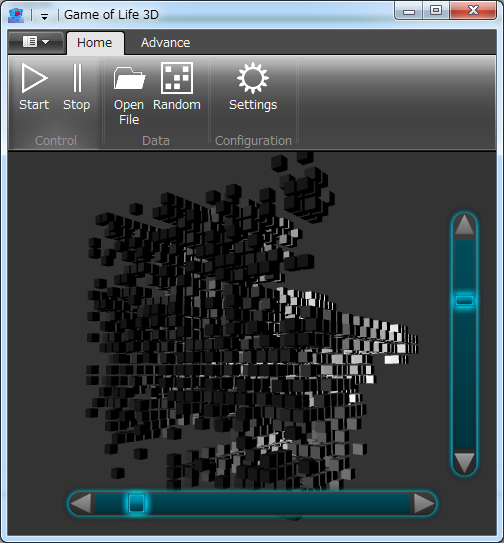 Game of Life 3D
Home Advance
Start Stop Open File Random Settings
Control Data Configuration